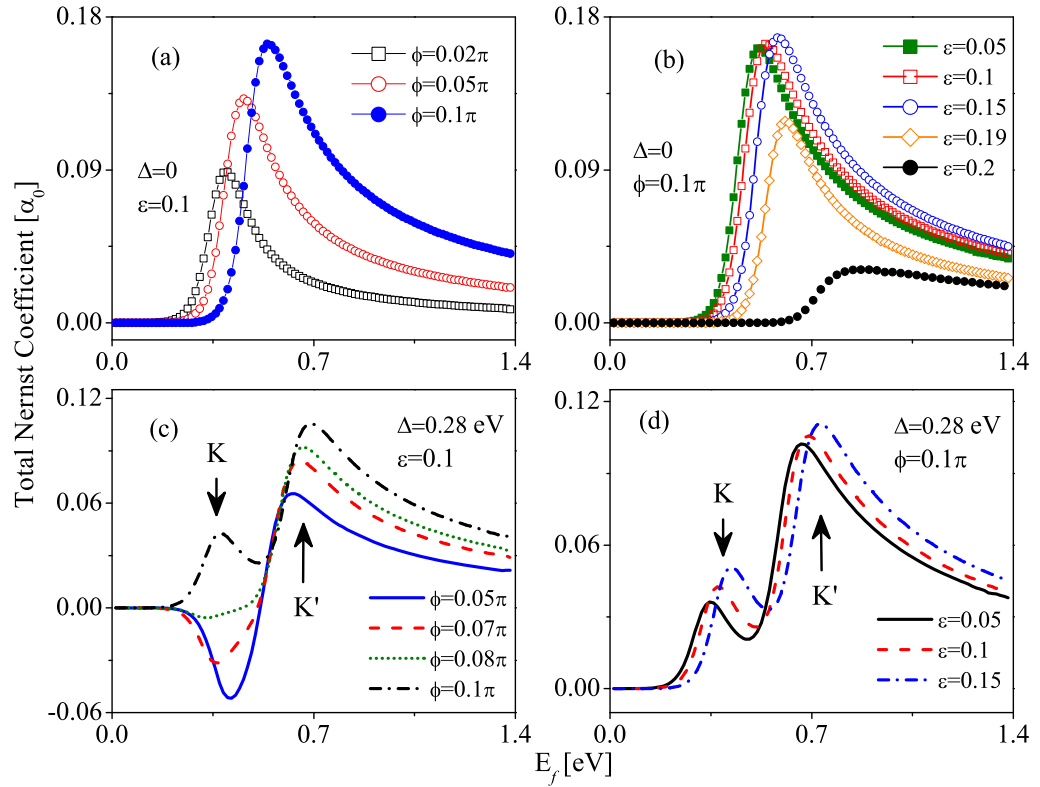 Total Nernst Coefficient [α₀]
0.18
0.09
0.00
(a)
ϕ=0.02π
ϕ=0.05π
ϕ=0.1π
Δ=0
ε=0.1
0.0
0.7
1.4
0.18
0.09
0.00
(b)
ε=0.05
ε=0.1
ε=0.15
ε=0.19
ε=0.2
Δ=0
ϕ=0.1π
0.0
0.7
1.4
0.12
0.06
0.00
-0.06
(c)
Δ=0.28 eV
ε=0.1
K
K'
ϕ=0.05π
ϕ=0.07π
ϕ=0.08π
ϕ=0.1π
0.0
0.7
1.4
0.12
0.06
0.00
(d)
Δ=0.28 eV
ϕ=0.1π
K
K'
ε=0.05
ε=0.1
ε=0.15
0.0
0.7
1.4
E_f [eV]